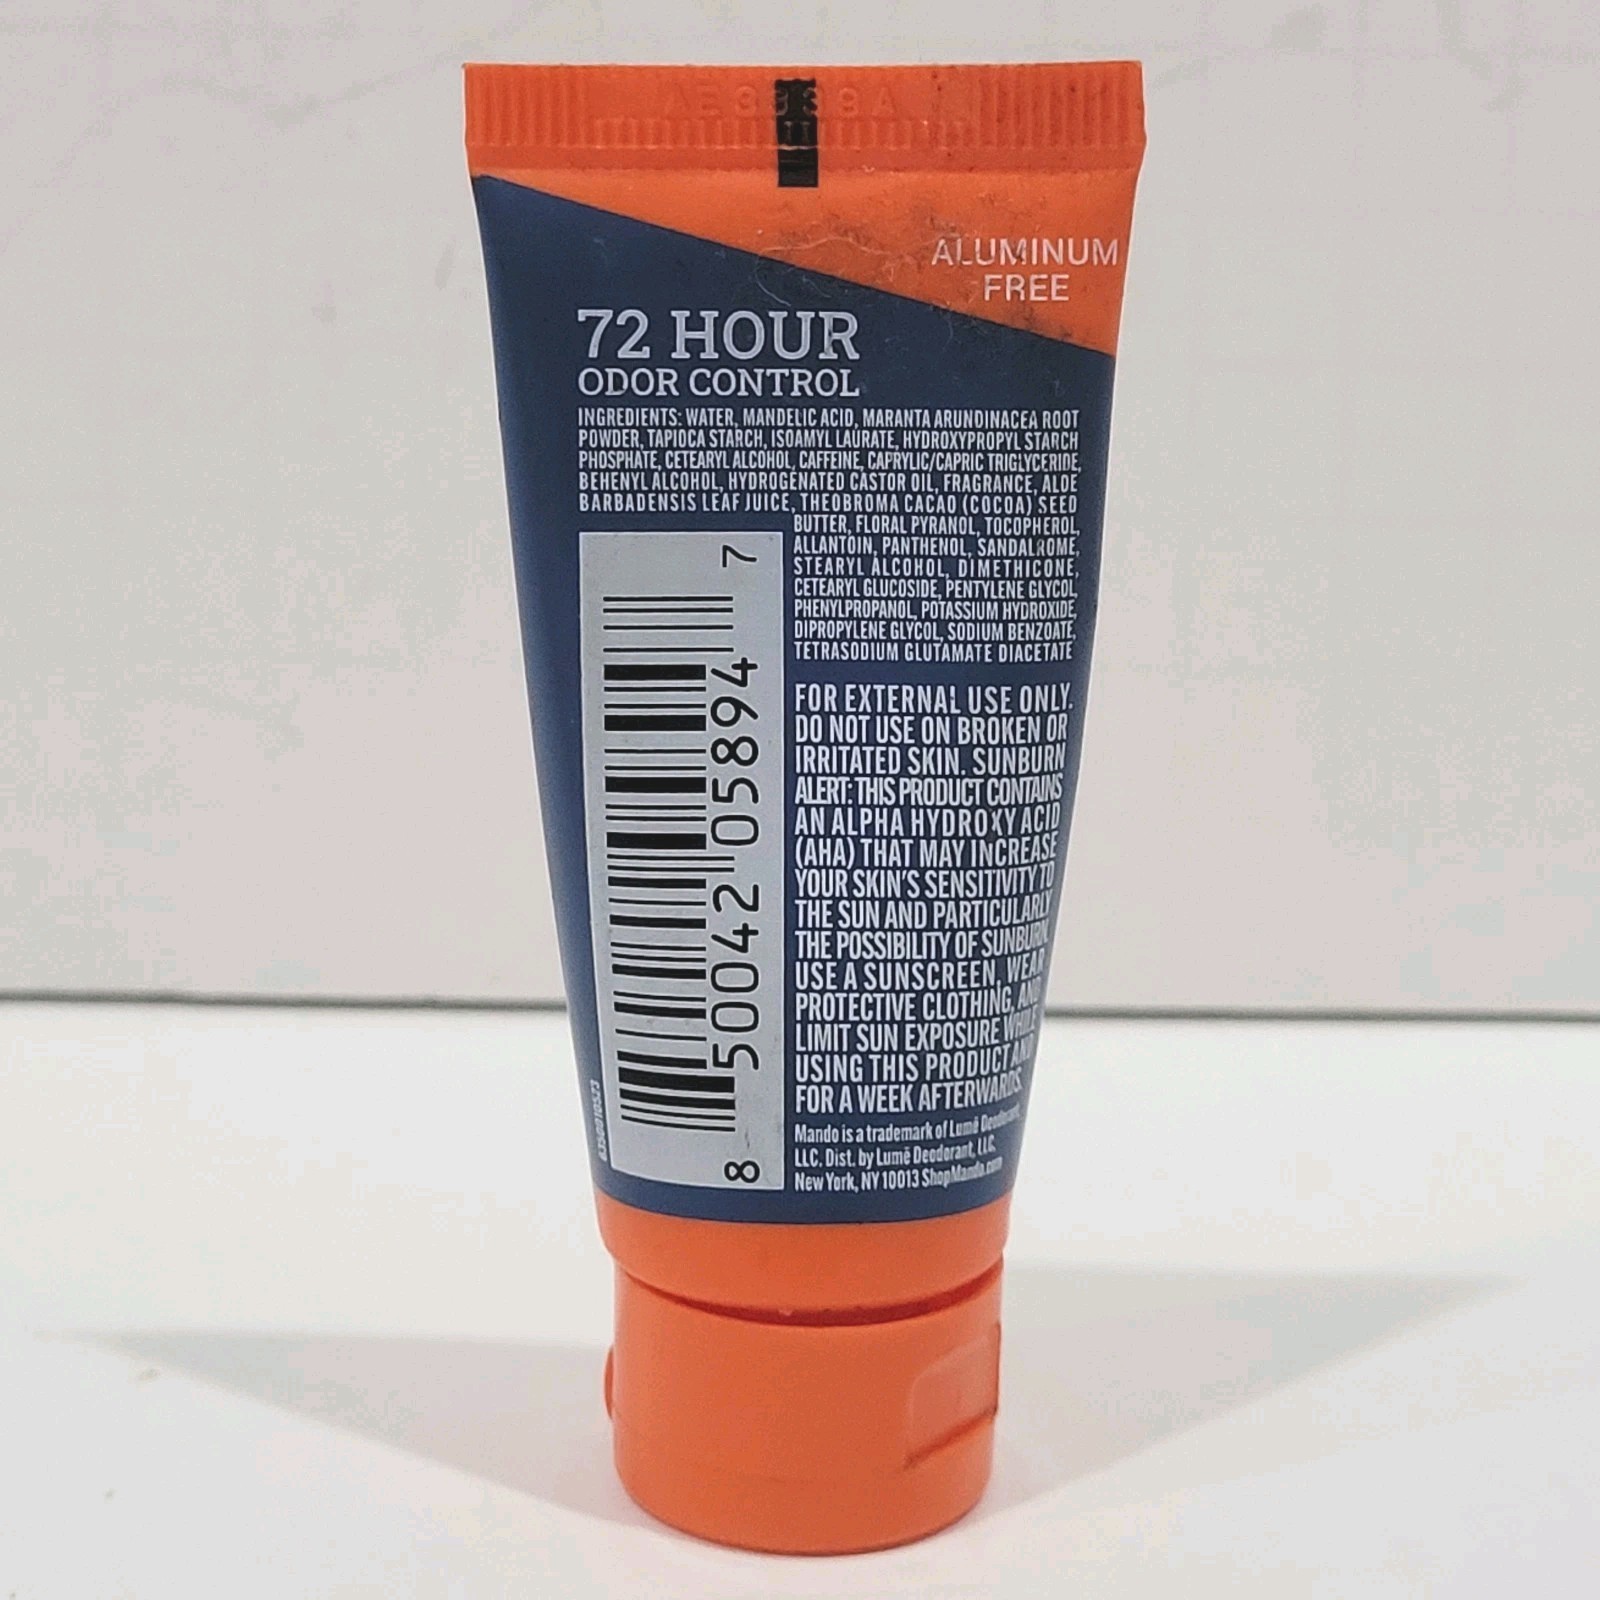 ALUMINUM
FREE
72 HOUR
ODOR CONTROL
INGREDIENTS: WATER, MANDELIC ACID, MARANTA ARUNDINACEA ROOT
POWDER, TAPIOCA STARCH, ISOAMYL LAURATE, HYDROXYPROPYL STARCH
PHOSPHATE, CETEARYL ALCOHOL, CAFFEINE, CAPRYLIC/CAPRIC TRIGLYCERIDE,
BEHENYL ALCOHOL, HYDROGENATED CASTOR OIL, FRAGRANCE, ALOE
BARBADENSIS LEAF JUICE, THEOBROMA CACAO (COCOA) SEED
BUTTER, FLORAL PYRANOL, TOCOPHEROL,
ALLANTOIN, PANTHENOL, SANDALROME,
STEARYL ALCOHOL, DIMETHICONE,
CETEARYL GLUCOSIDE, PENTYLENE GLYCOL,
PHENYLPROPANOL, POTASSIUM HYDROXIDE,
DIPROPYLENE GLYCOL, SODIUM BENZOATE,
TETRASODIUM GLUTAMATE DIACETATE
8 50042 05894 7
FOR EXTERNAL USE ONLY.
DO NOT USE ON BROKEN OR
IRRITATED SKIN. SUNBURN
ALERT: THIS PRODUCT CONTAINS
AN ALPHA HYDROXY ACID
(AHA) THAT MAY INCREASE
YOUR SKIN'S SENSITIVITY TO
THE SUN AND PARTICULARLY
THE POSSIBILITY OF SUNBURN.
USE A SUNSCREEN, WEAR
PROTECTIVE CLOTHING, AND
LIMIT SUN EXPOSURE WHILE
USING THIS PRODUCT AND
FOR A WEEK AFTERWARDS.
Mando is a trademark of Lumē Deodorant,
LLC. Dist. by Lumē Deodorant, LLC.
New York, NY 10013 ShopMando.com